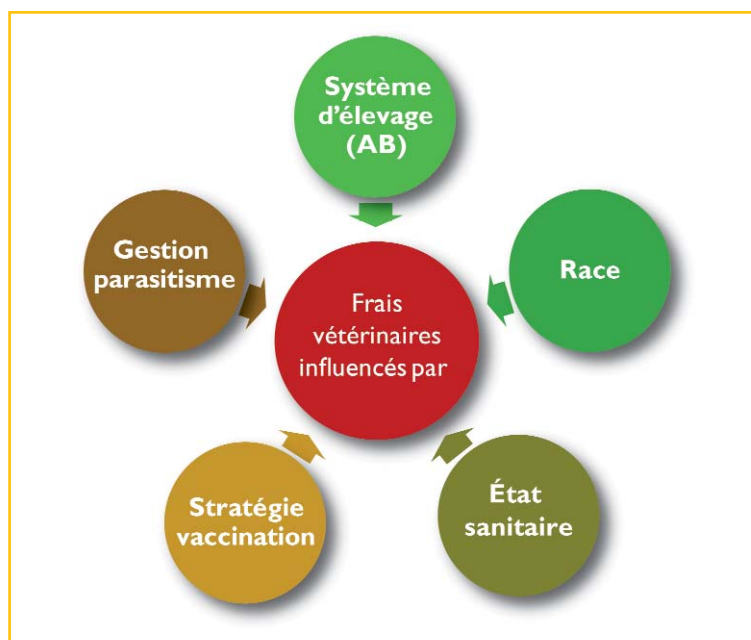 Système
d'élevage
(AB)
Gestion
parasitisme
Race
Frais
vétérinaires
influencés par
Stratégie
vaccination
État
sanitaire